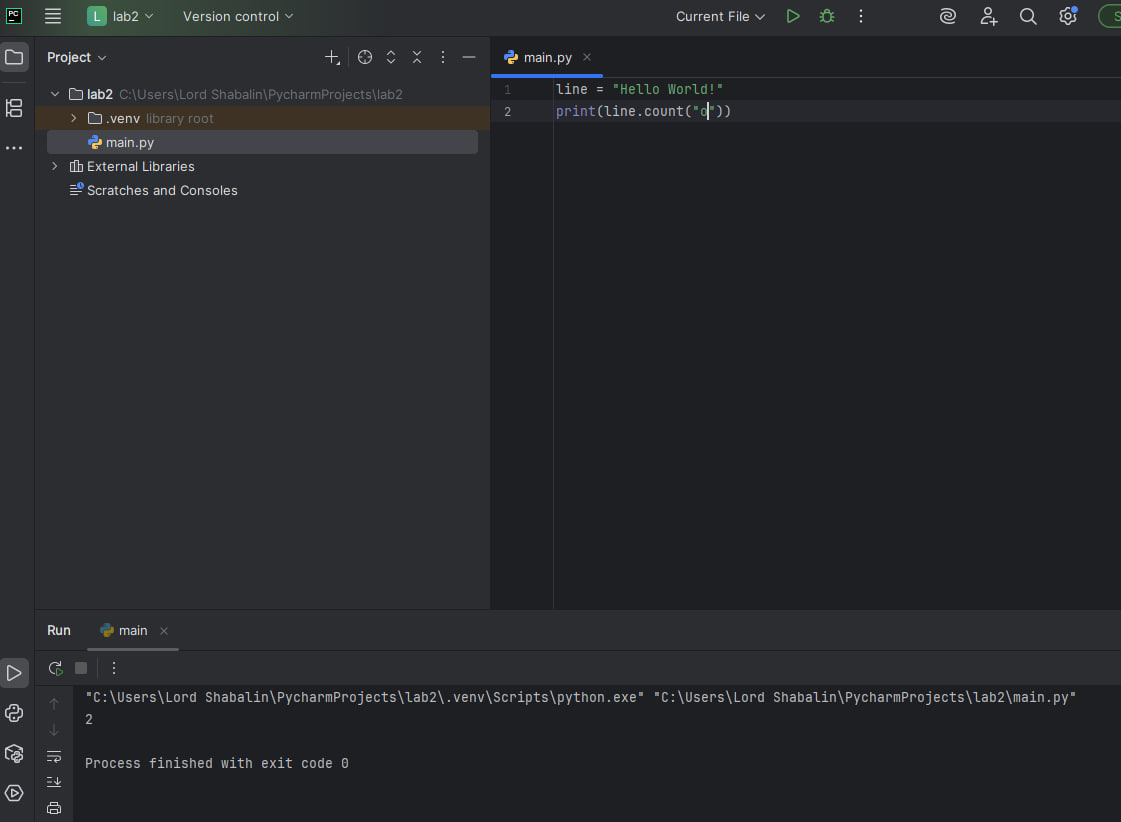 PC
L lab2 Version control Current File S
Project
main.py
lab2 C:\Users\Lord Shabalin\PycharmProjects\lab2
.venv library root
main.py
External Libraries
Scratches and Consoles
1 line = "Hello World!"
2 print(line.count("o"))
Run main
"C:\Users\Lord Shabalin\PycharmProjects\lab2\.venv\Scripts\python.exe" "C:\Users\Lord Shabalin\PycharmProjects\lab2\main.py"
2
Process finished with exit code 0